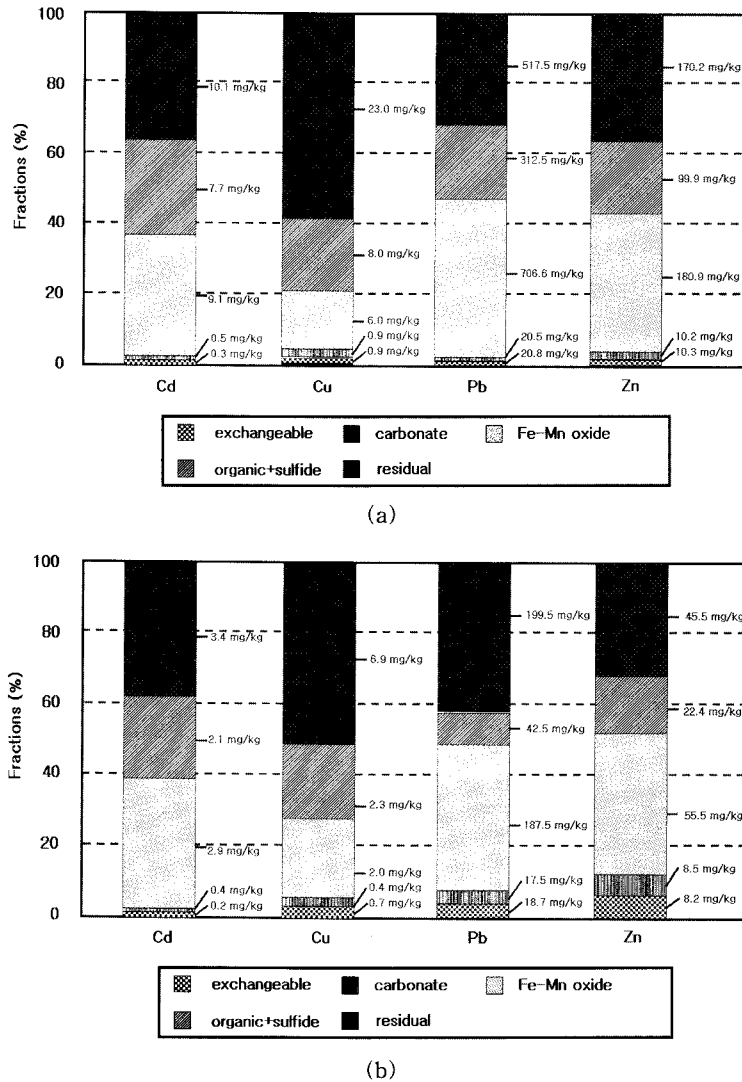 Fractions (%)
100
80
60
40
20
0
10.1 mg/kg
7.7 mg/kg
9.1 mg/kg
0.5 mg/kg
0.3 mg/kg
23.0 mg/kg
8.0 mg/kg
6.0 mg/kg
0.9 mg/kg
0.9 mg/kg
517.5 mg/kg
312.5 mg/kg
706.6 mg/kg
20.5 mg/kg
20.8 mg/kg
170.2 mg/kg
99.9 mg/kg
180.9 mg/kg
10.2 mg/kg
10.3 mg/kg
Cd Cu Pb Zn
exchangeable carbonate Fe-Mn oxide
organic+sulfide residual
(a)
Fractions (%)
100
80
60
40
20
0
3.4 mg/kg
2.1 mg/kg
2.9 mg/kg
0.4 mg/kg
0.2 mg/kg
6.9 mg/kg
2.3 mg/kg
2.0 mg/kg
0.4 mg/kg
0.7 mg/kg
199.5 mg/kg
42.5 mg/kg
187.5 mg/kg
17.5 mg/kg
18.7 mg/kg
45.5 mg/kg
22.4 mg/kg
55.5 mg/kg
8.5 mg/kg
8.2 mg/kg
Cd Cu Pb Zn
exchangeable carbonate Fe-Mn oxide
organic+sulfide residual
(b)